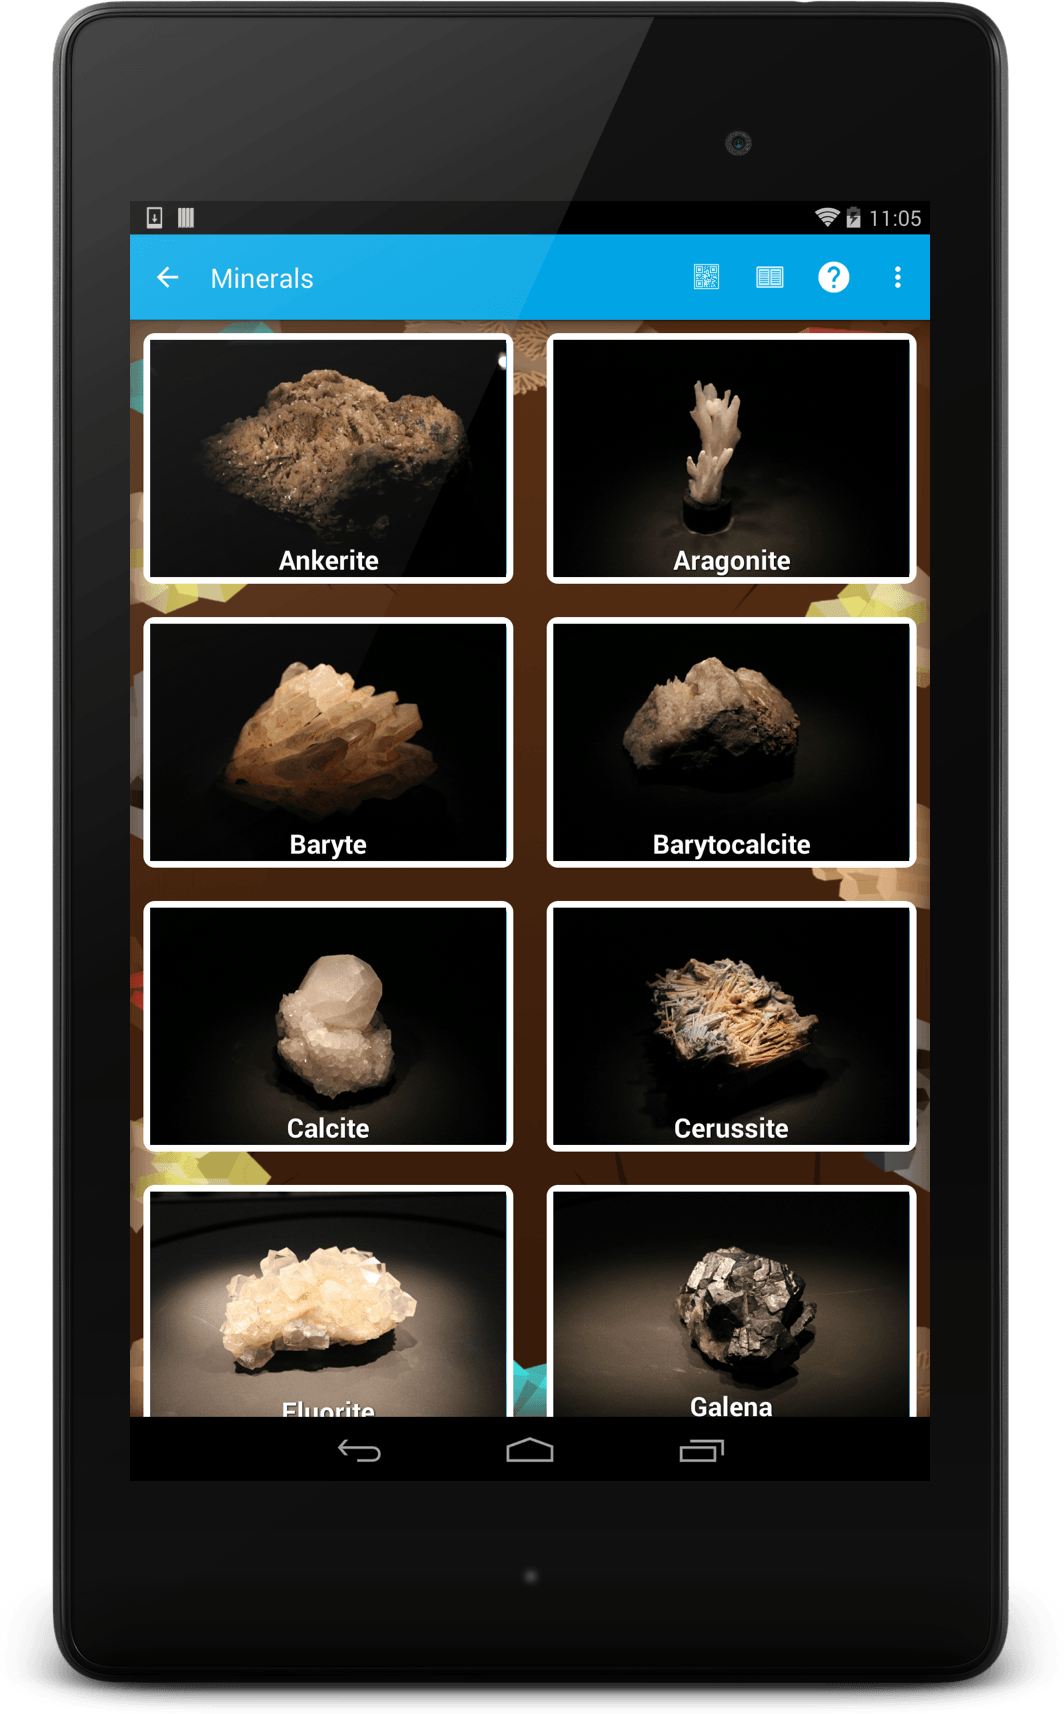 11:05
Minerals
?
Ankerite
Aragonite
Baryte
Barytocalcite
Calcite
Cerussite
Fluorite
Galena